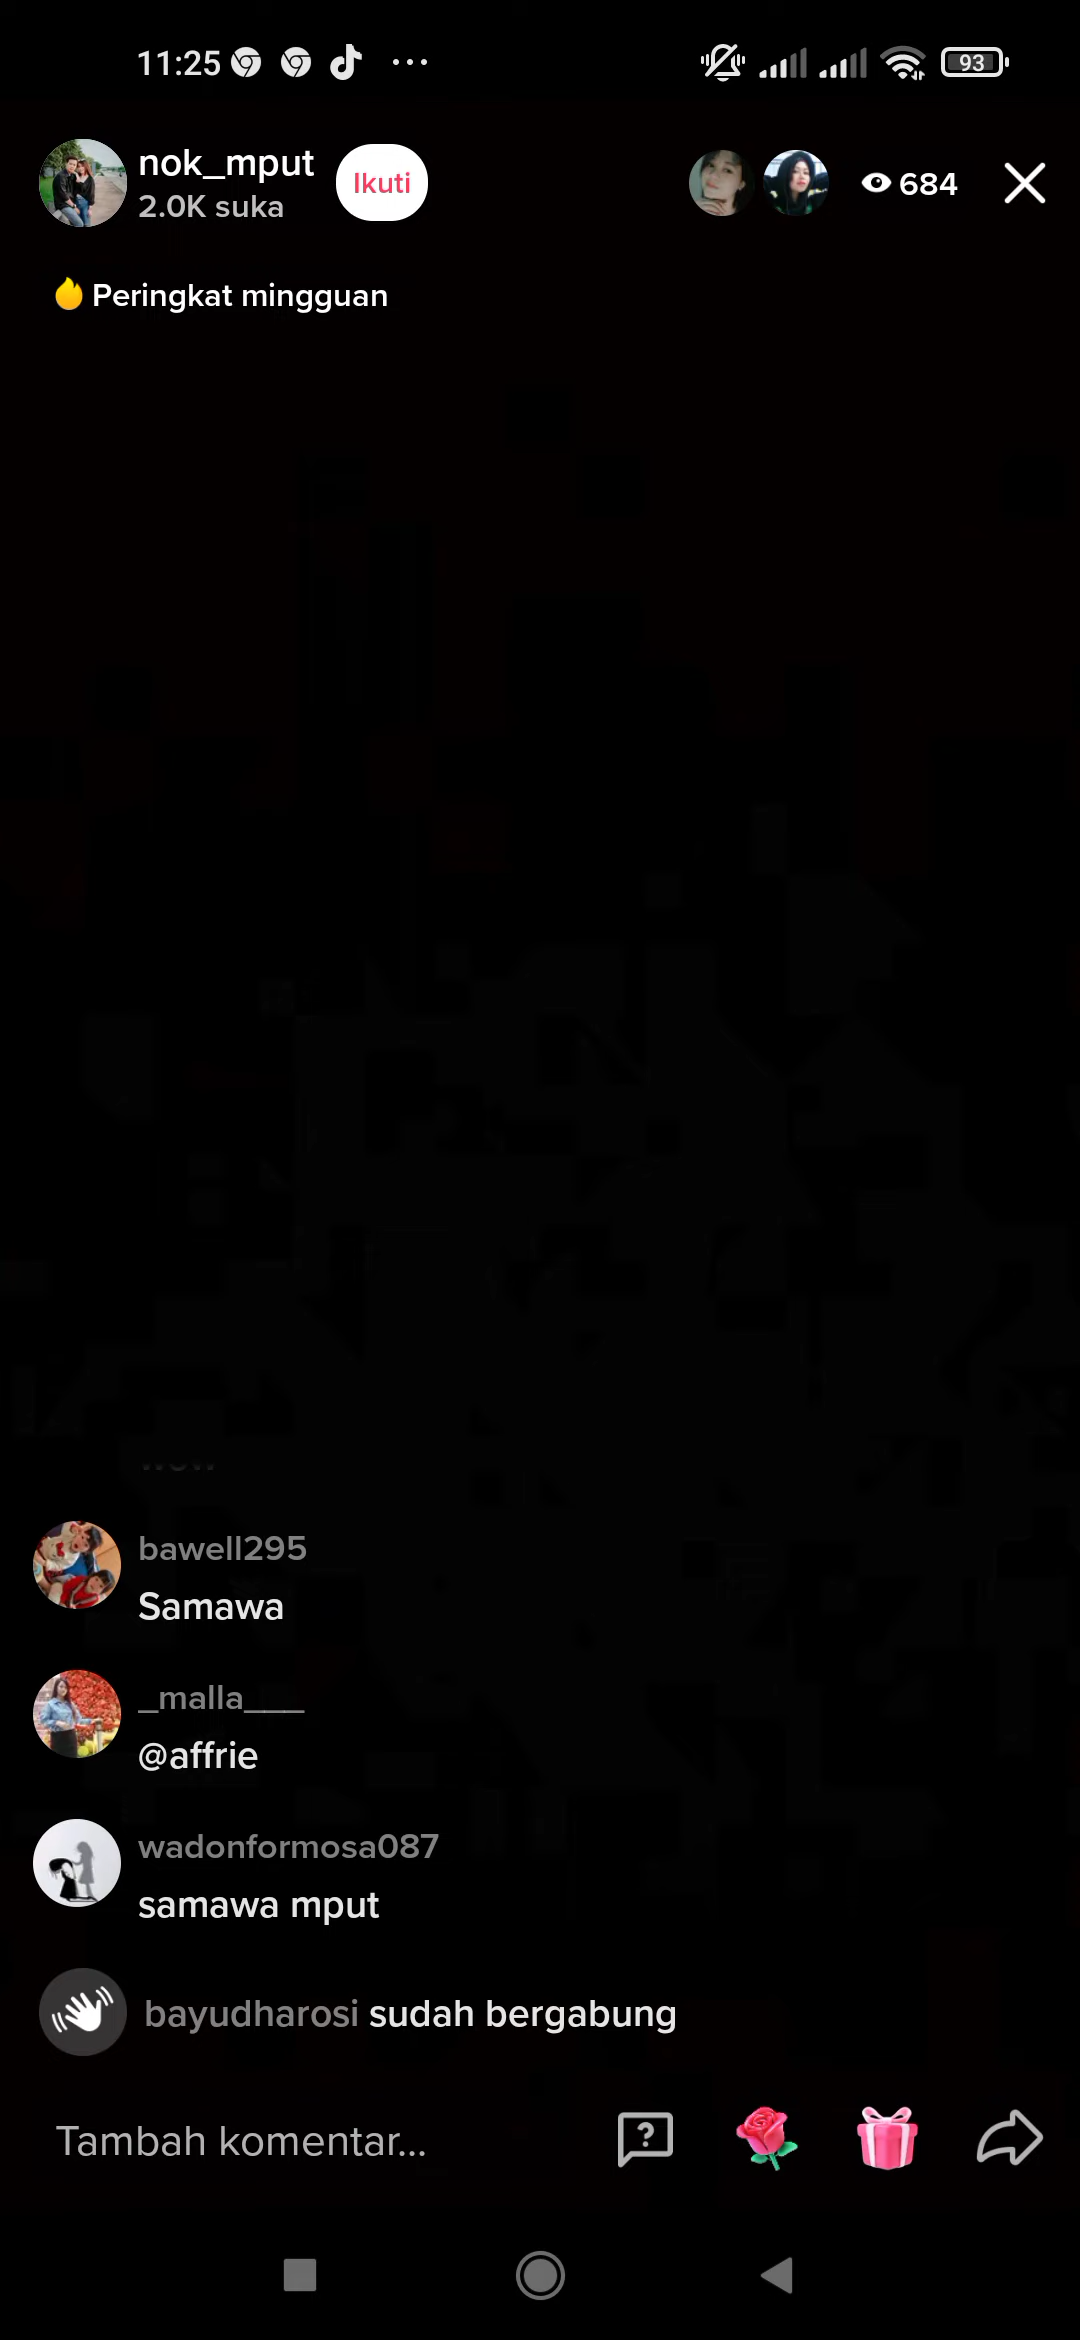 11:25
93
nok_mput
2.0K suka
Ikuti
684
Peringkat mingguan
bawell295
Samawa
_malla___
@affrie
wadonformosa087
samawa mput
bayudharosi sudah bergabung
Tambah komentar...